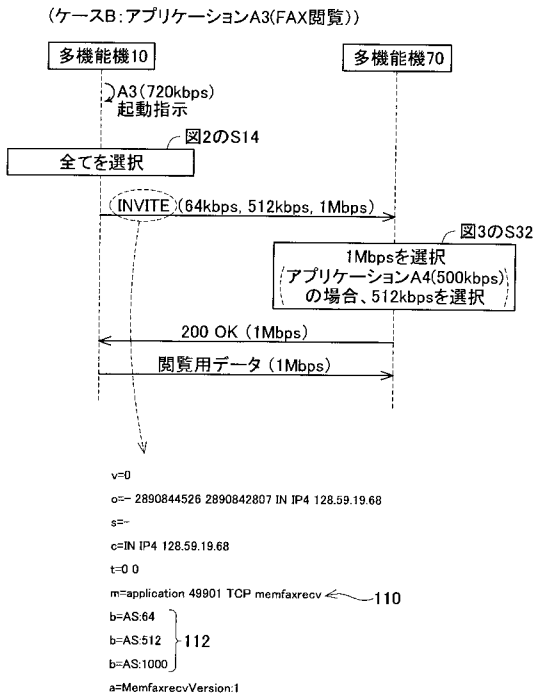 (ケースB:アプリケーションA3(FAX閲覧))
多機能機10
多機能機70
A3(720kbps)
起動指示
図2のS14
全てを選択
INVITE (64kbps, 512kbps, 1Mbps)
図3のS32
1Mbpsを選択
(アプリケーションA4(500kbps)
の場合、512kbpsを選択)
200 OK (1Mbps)
閲覧用データ (1Mbps)
v=0
o=- 2890844526 2890842807 IN IP4 128.59.19.68
s=-
c=IN IP4 128.59.19.68
t=0 0
m=application 49901 TCP memfaxrecv
110
b=AS:64
b=AS:512
112
b=AS:1000
a=MemfaxrecvVersion:1